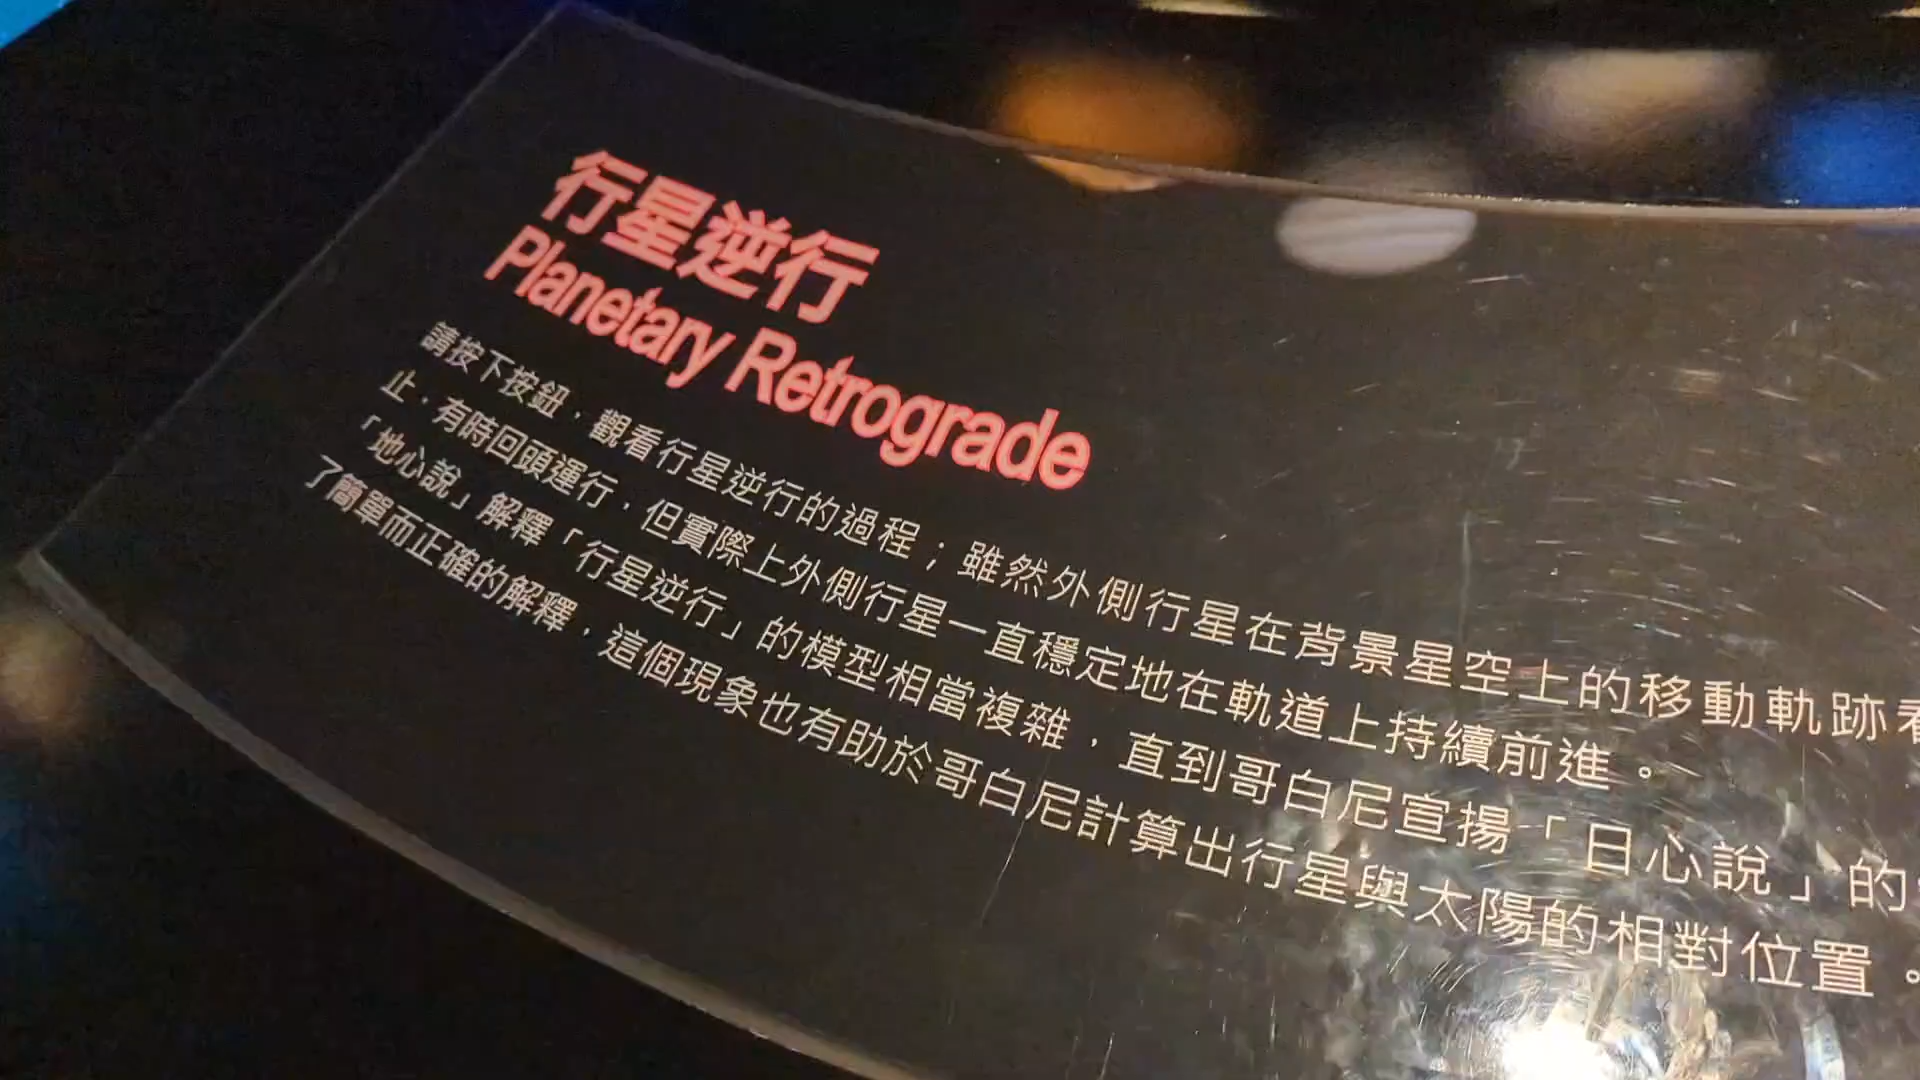 行星逆行
Planetary Retrograde
請按下按鈕，觀看行星逆行的過程；雖然外側行星在背景星空上的移動軌跡看
止，有時回頭運行，但實際上外側行星一直穩定地在軌道上持續前進。
「地心說」解釋「行星逆行」的模型相當複雜，直到哥白尼宣揚「日心說」的
了簡單而正確的解釋，這個現象也有助於哥白尼計算出行星與太陽的相對位置。